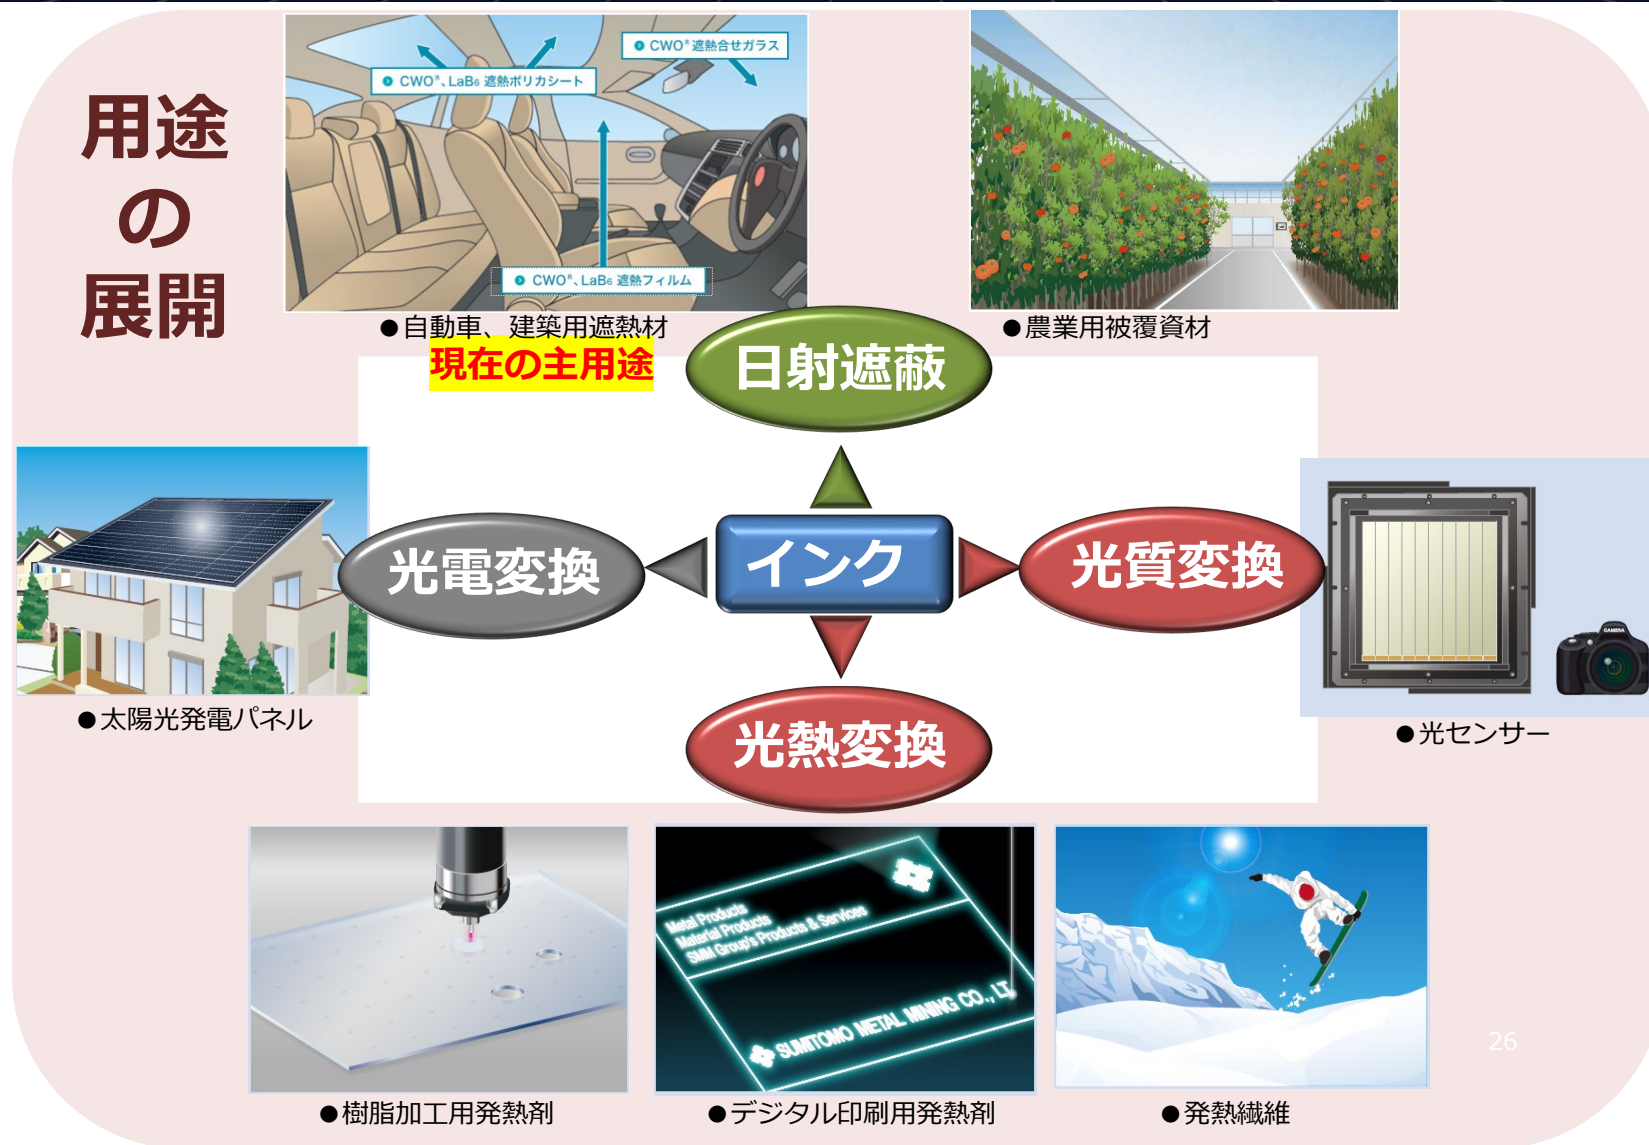 用途
の
展開
CWO®、LaB₆ 遮熱ポリカシート
CWO®遮熱合せガラス
CWO®、LaB₆ 遮熱フィルム
●自動車、建築用遮熱材
現在の主用途
●農業用被覆資材
日射遮蔽
光電変換
インク
光質変換
光熱変換
●太陽光発電パネル
CAMERA
●光センサー
Metal Products
Material Products
SMM Group's Products & Services
SUMITOMO METAL MINING CO., LT
●樹脂加工用発熱剤
●デジタル印刷用発熱剤
●発熱繊維
26